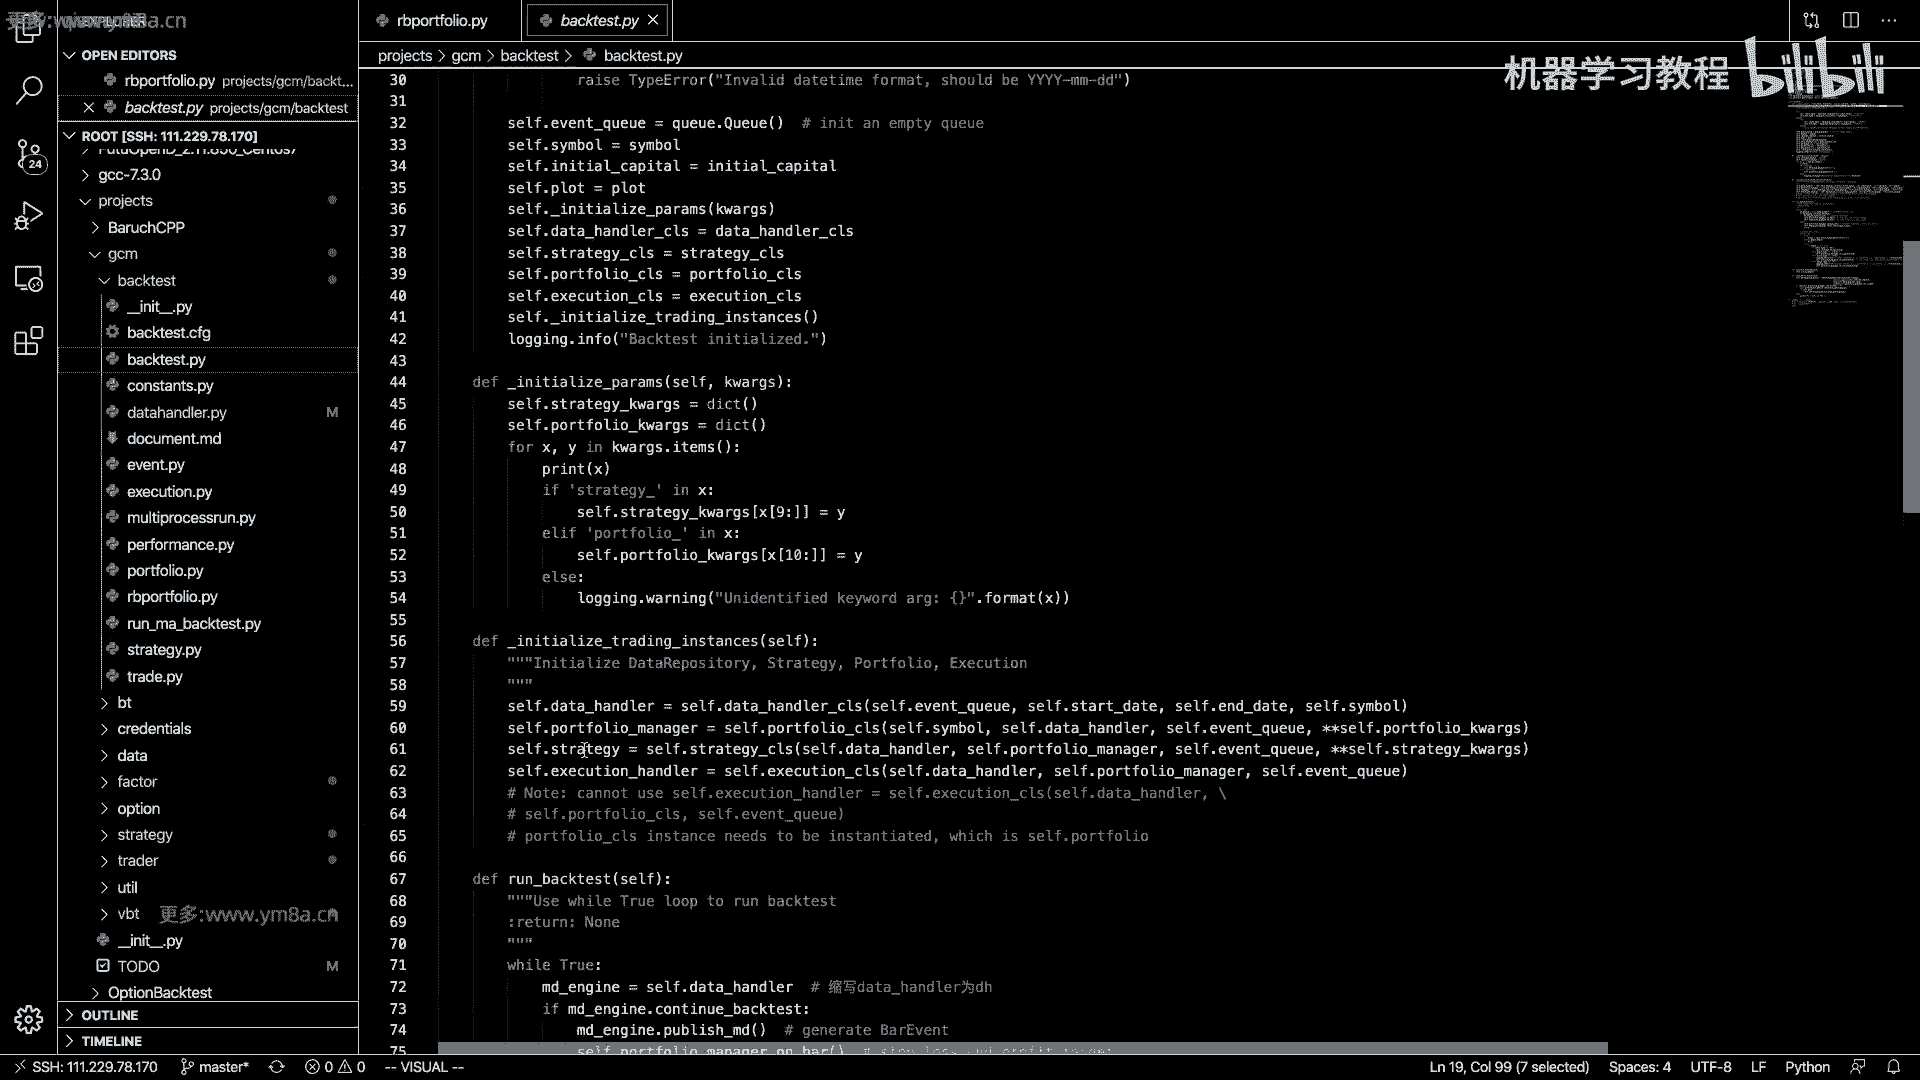 更多:www.ym8a.cn
rbportfolio.py
backtest.py
OPEN EDITORS
rbportfolio.py projects/gcm/backt...
backtest.py projects/gcm/backtest
ROOT [SSH: 111.229.78.170]
gcc-7.3.0
projects
BaruchCPP
gcm
backtest
__init__.py
backtest.cfg
backtest.py
constants.py
datahandler.py M
document.md
event.py
execution.py
multiprocessrun.py
performance.py
portfolio.py
rbportfolio.py
run_ma_backtest.py
strategy.py
trade.py
bt
credentials
data
factor
option
strategy
trader
util
vbt
更多:www.ym8a.cn
__init__.py
TODO M
OptionBacktest
OUTLINE
TIMELINE
24
projects > gcm > backtest > backtest.py
机器学习教程 bilibili
30 raise TypeError("Invalid datetime format, should be YYYY-mm-dd")
31
32 self.event_queue = queue.Queue()  # init an empty queue
33 self.symbol = symbol
34 self.initial_capital = initial_capital
35 self.plot = plot
36 self._initialize_params(kwargs)
37 self.data_handler_cls = data_handler_cls
38 self.strategy_cls = strategy_cls
39 self.portfolio_cls = portfolio_cls
40 self.execution_cls = execution_cls
41 self._initialize_trading_instances()
42 logging.info("Backtest initialized.")
43
44 def _initialize_params(self, kwargs):
45 self.strategy_kwargs = dict()
46 self.portfolio_kwargs = dict()
47 for x, y in kwargs.items():
48 print(x)
49 if 'strategy_' in x:
50 self.strategy_kwargs[x[9:]] = y
51 elif 'portfolio_' in x:
52 self.portfolio_kwargs[x[10:]] = y
53 else:
54 logging.warning("Unidentified keyword arg: {}".format(x))
55
56 def _initialize_trading_instances(self):
57 """Initialize DataRepository, Strategy, Portfolio, Execution
58 """
59 self.data_handler = self.data_handler_cls(self.event_queue, self.start_date, self.end_date, self.symbol)
60 self.portfolio_manager = self.portfolio_cls(self.symbol, self.data_handler, self.event_queue, **self.portfolio_kwargs)
61 self.strategy = self.strategy_cls(self.data_handler, self.portfolio_manager, self.event_queue, **self.strategy_kwargs)
62 self.execution_handler = self.execution_cls(self.data_handler, self.portfolio_manager, self.event_queue)
63 # Note: cannot use self.execution_handler = self.execution_cls(self.data_handler, \
64 # self.portfolio_cls, self.event_queue)
65 # portfolio_cls instance needs to be instantiated, which is self.portfolio
66
67 def run_backtest(self):
68 """Use while True loop to run backtest
69 :return: None
70 """
71 while True:
72 md_engine = self.data_handler  # 缩写data_handler为dh
73 if md_engine.continue_backtest:
74 md_engine.publish_md()  # generate BarEvent
75 self.portfolio_manager.on_bar()
SSH: 111.229.78.170 master* 0 0 -- VISUAL -- Ln 19, Col 99 (7 selected) Spaces: 4 UTF-8 LF Python